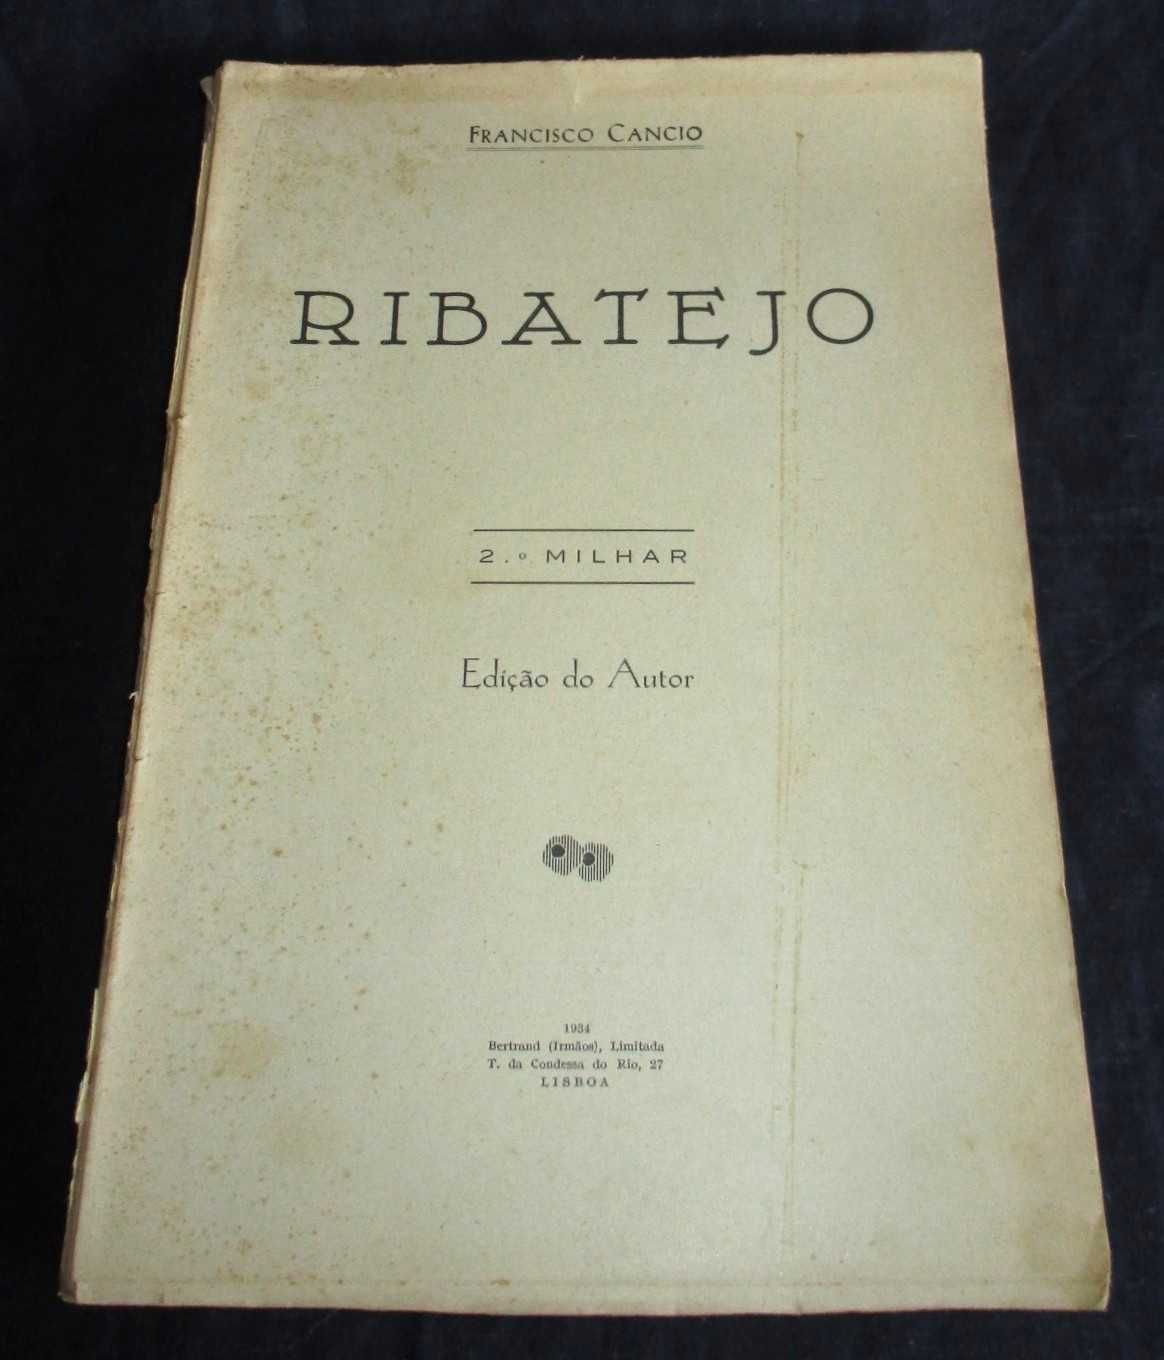 FRANCISCO CANCIO
RIBATEJO
2.º MILHAR
Edição do Autor
1934
Bertrand (Irmãos), Limitada
T. da Condessa do Rio, 27
LISBOA